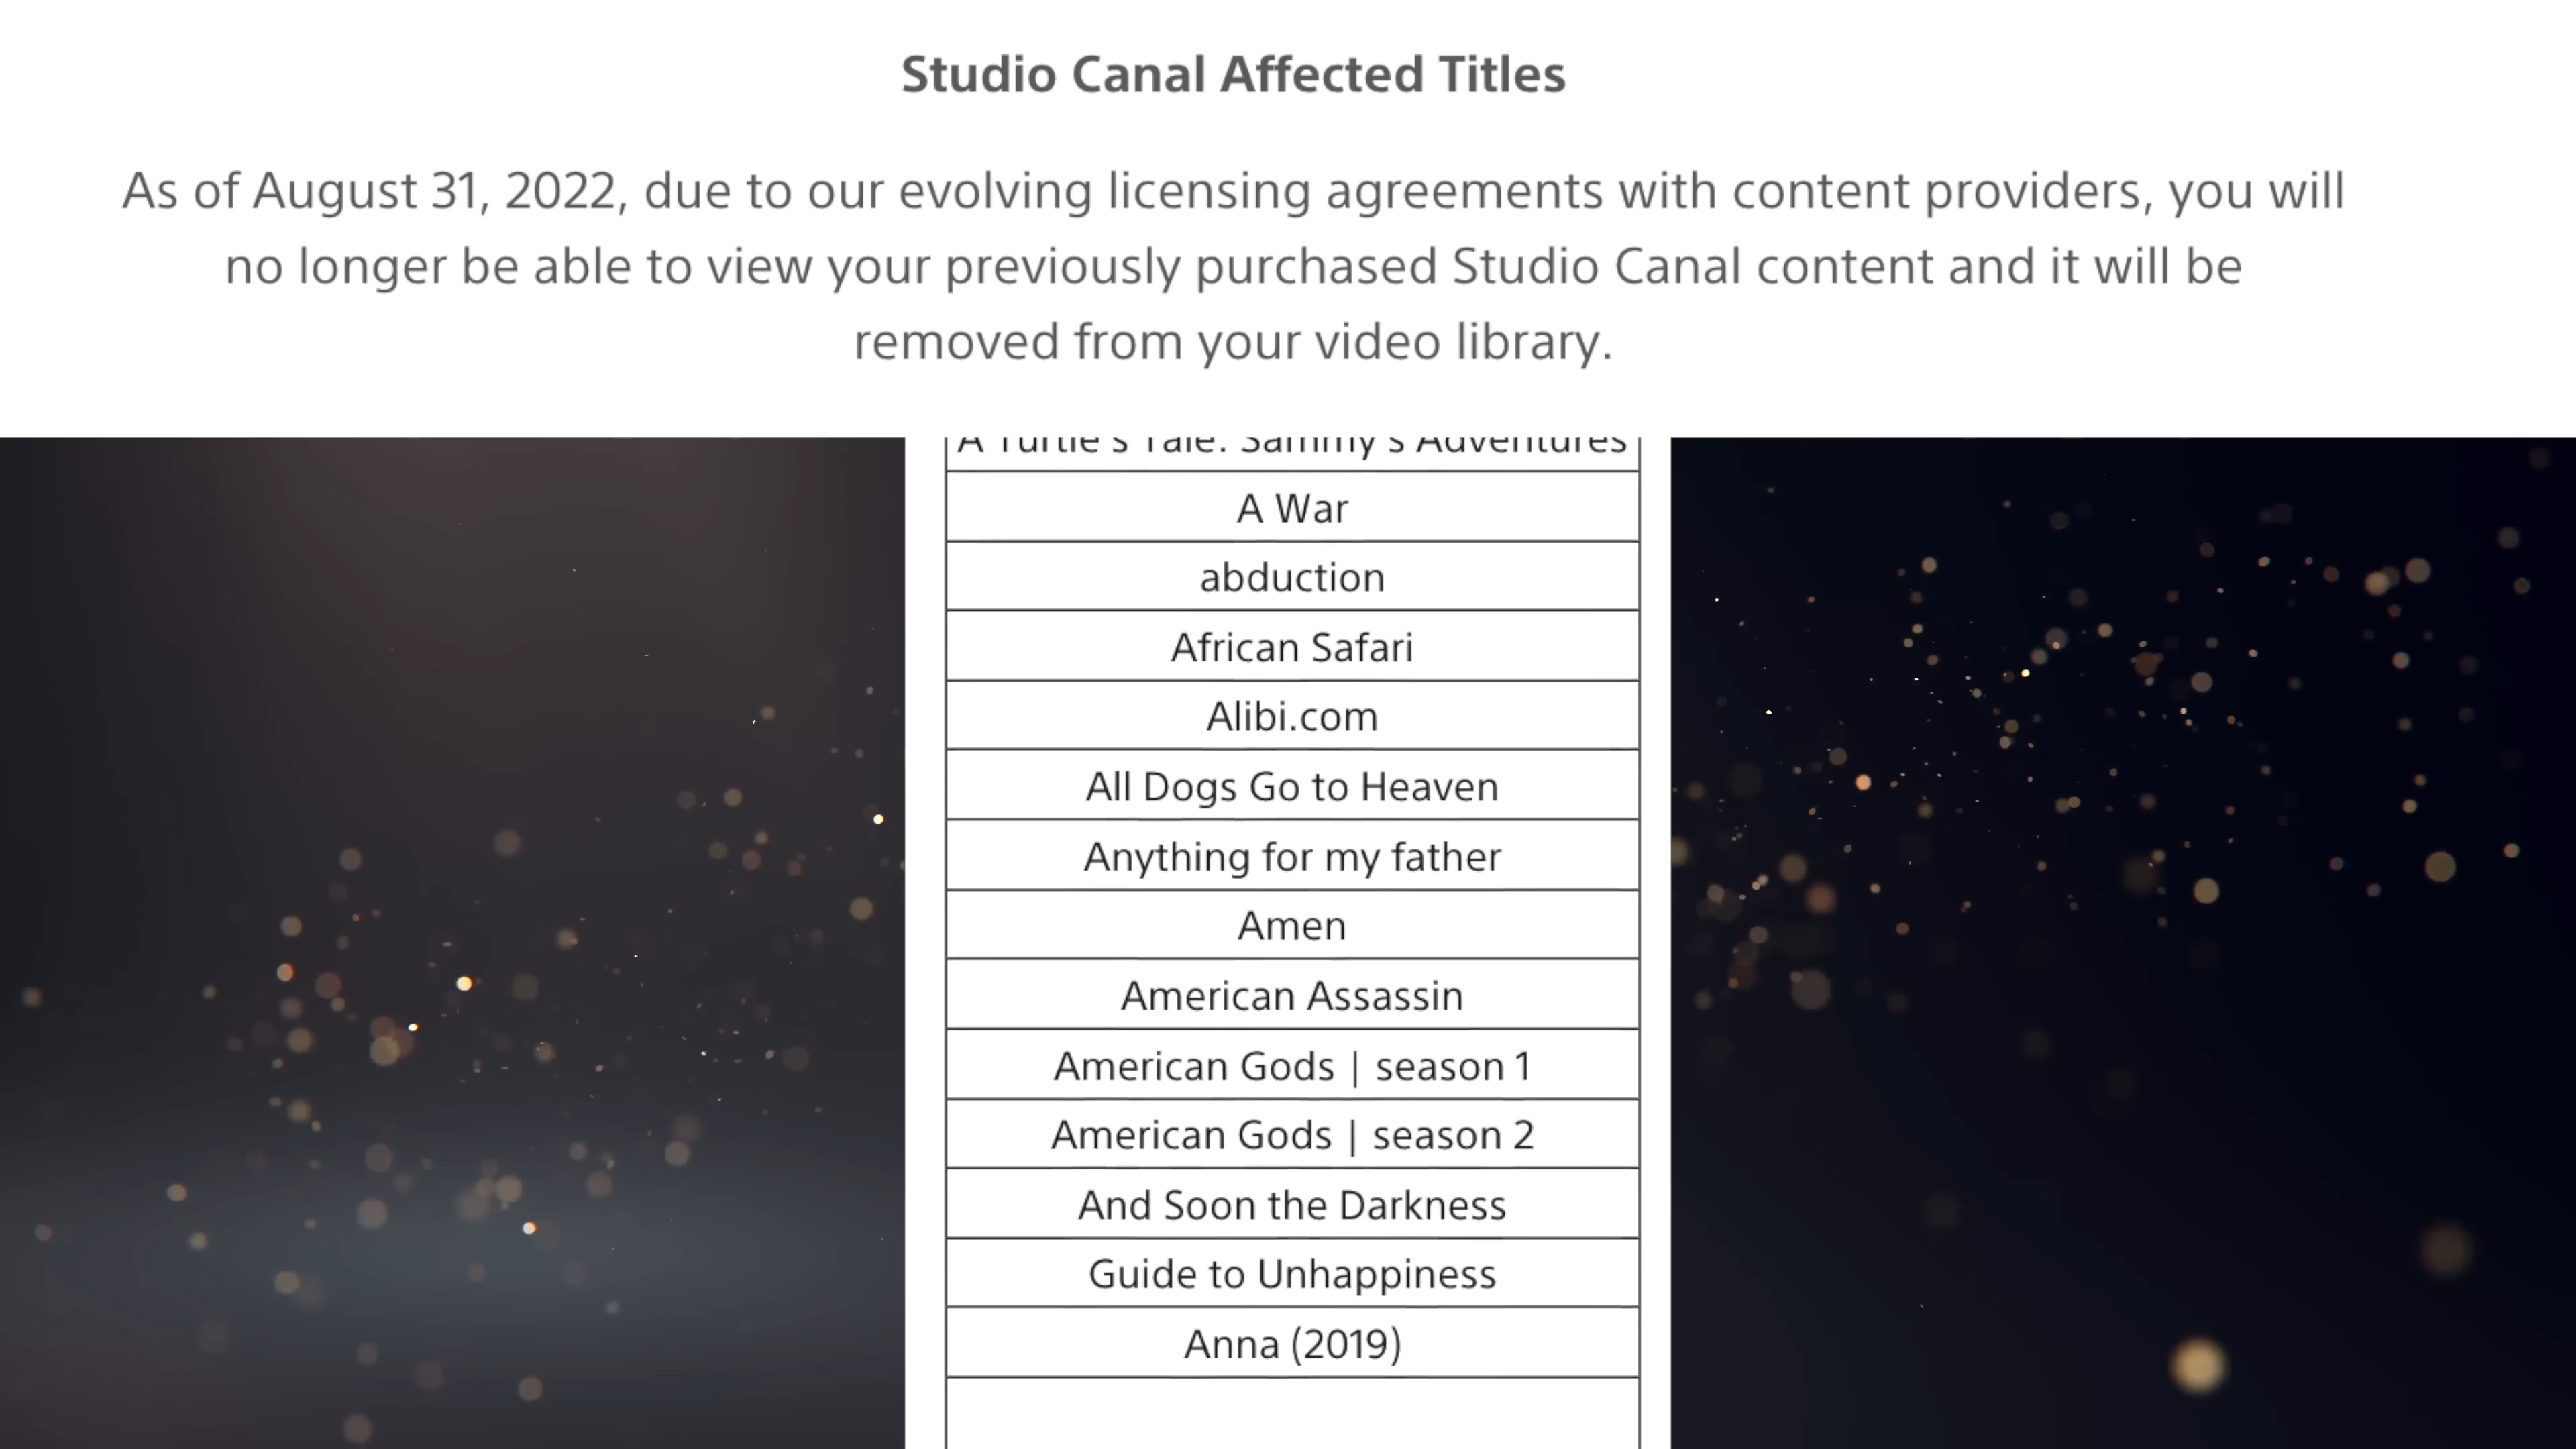 Studio Canal Affected Titles
As of August 31, 2022, due to our evolving licensing agreements with content providers, you will
no longer be able to view your previously purchased Studio Canal content and it will be
removed from your video library.
A Turtle's Tale: Sammy's Adventures
A War
abduction
African Safari
Alibi.com
All Dogs Go to Heaven
Anything for my father
Amen
American Assassin
American Gods | season 1
American Gods | season 2
And Soon the Darkness
Guide to Unhappiness
Anna (2019)